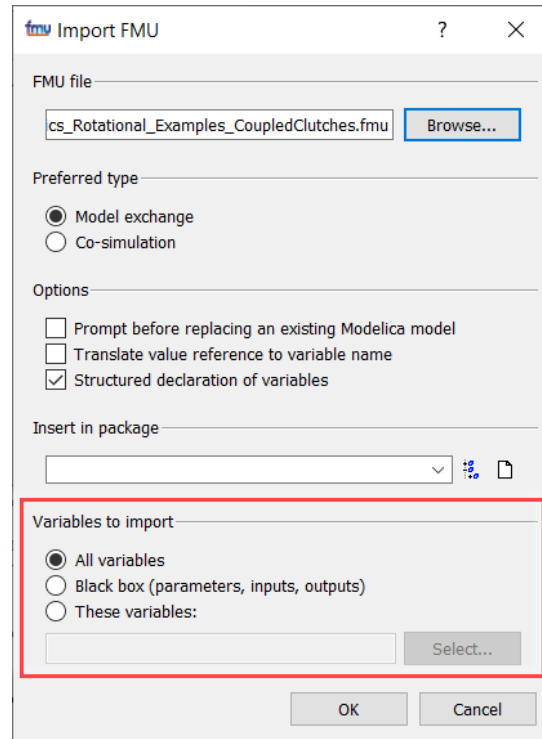 fmu Import FMU ?
FMU file
ics_Rotational_Examples_CoupledClutches.fmu Browse...
Preferred type
Model exchange
Co-simulation
Options
Prompt before replacing an existing Modelica model
Translate value reference to variable name
Structured declaration of variables
Insert in package
Variables to import
All variables
Black box (parameters, inputs, outputs)
These variables:
Select...
OK Cancel